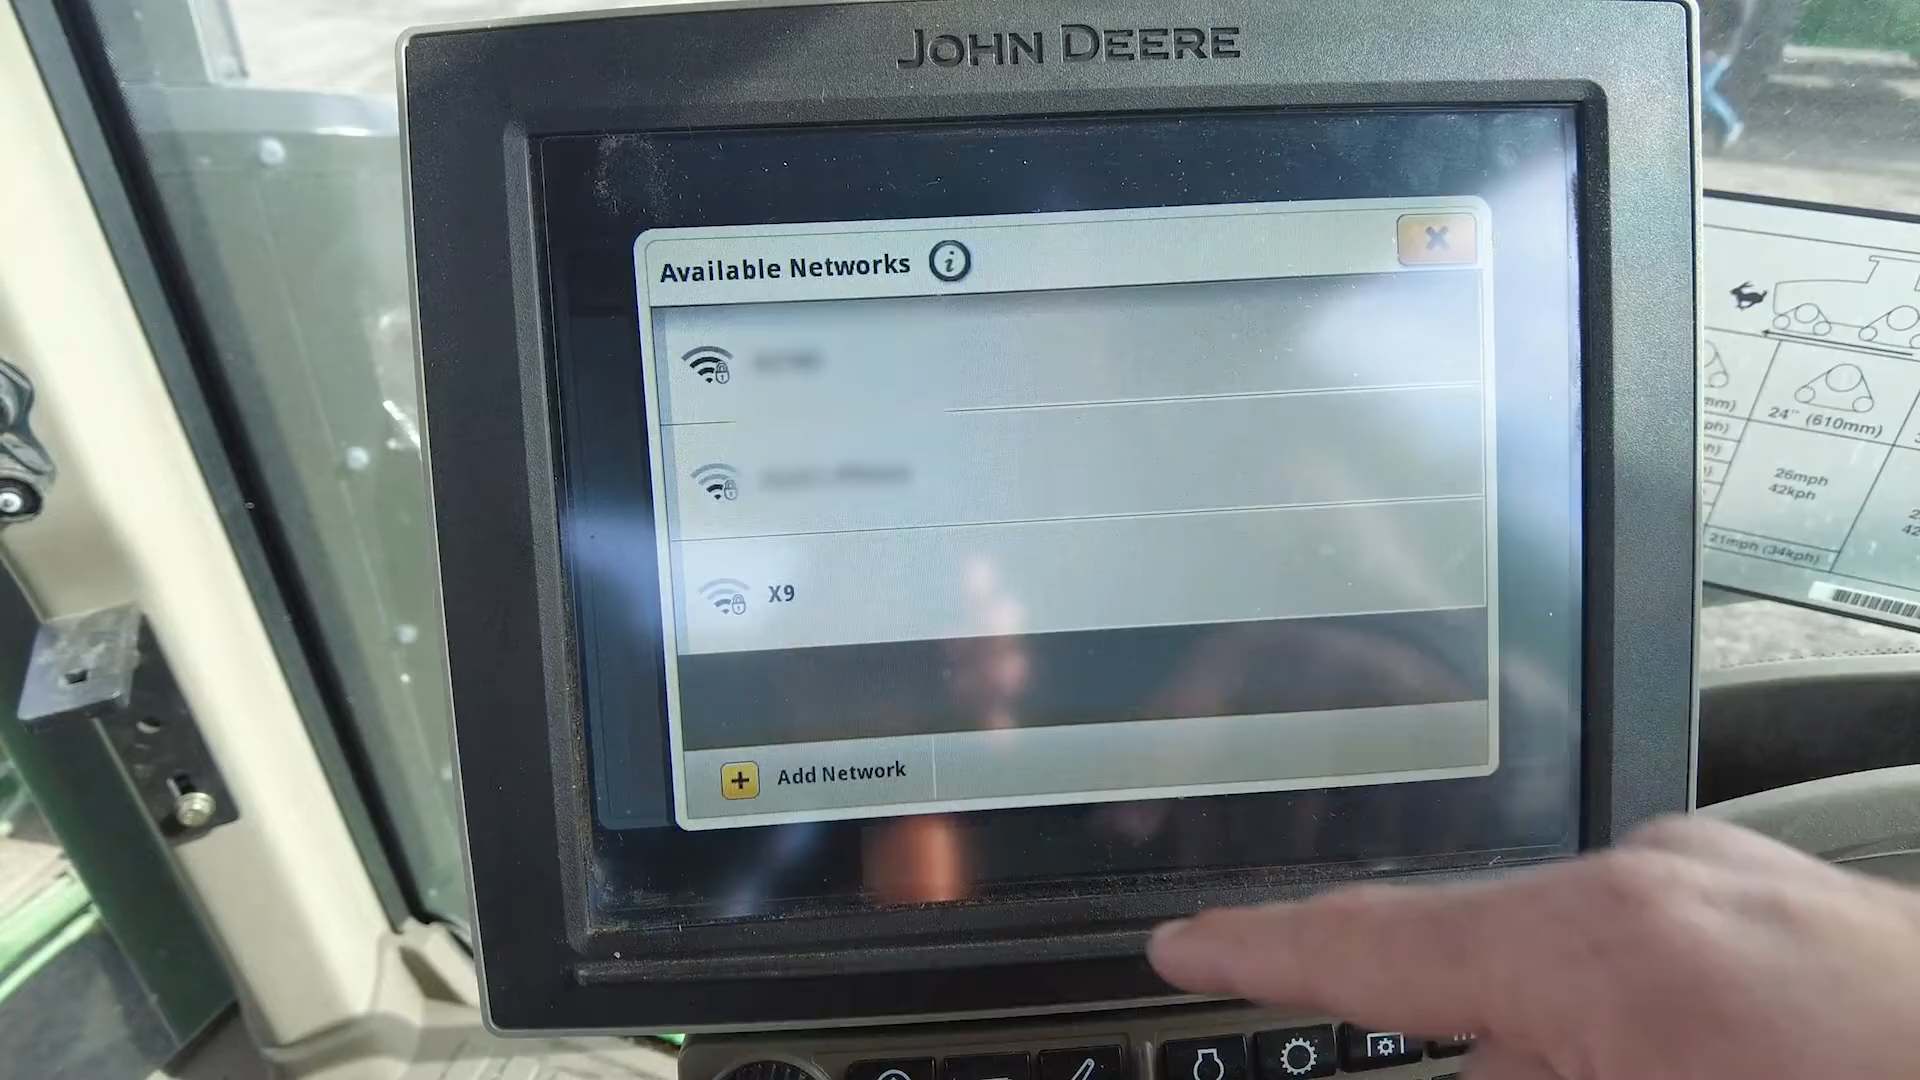 JOHN DEERE
Available Networks
X9
Add Network
24" (610mm)
26mph
42kph
21mph (34kph)